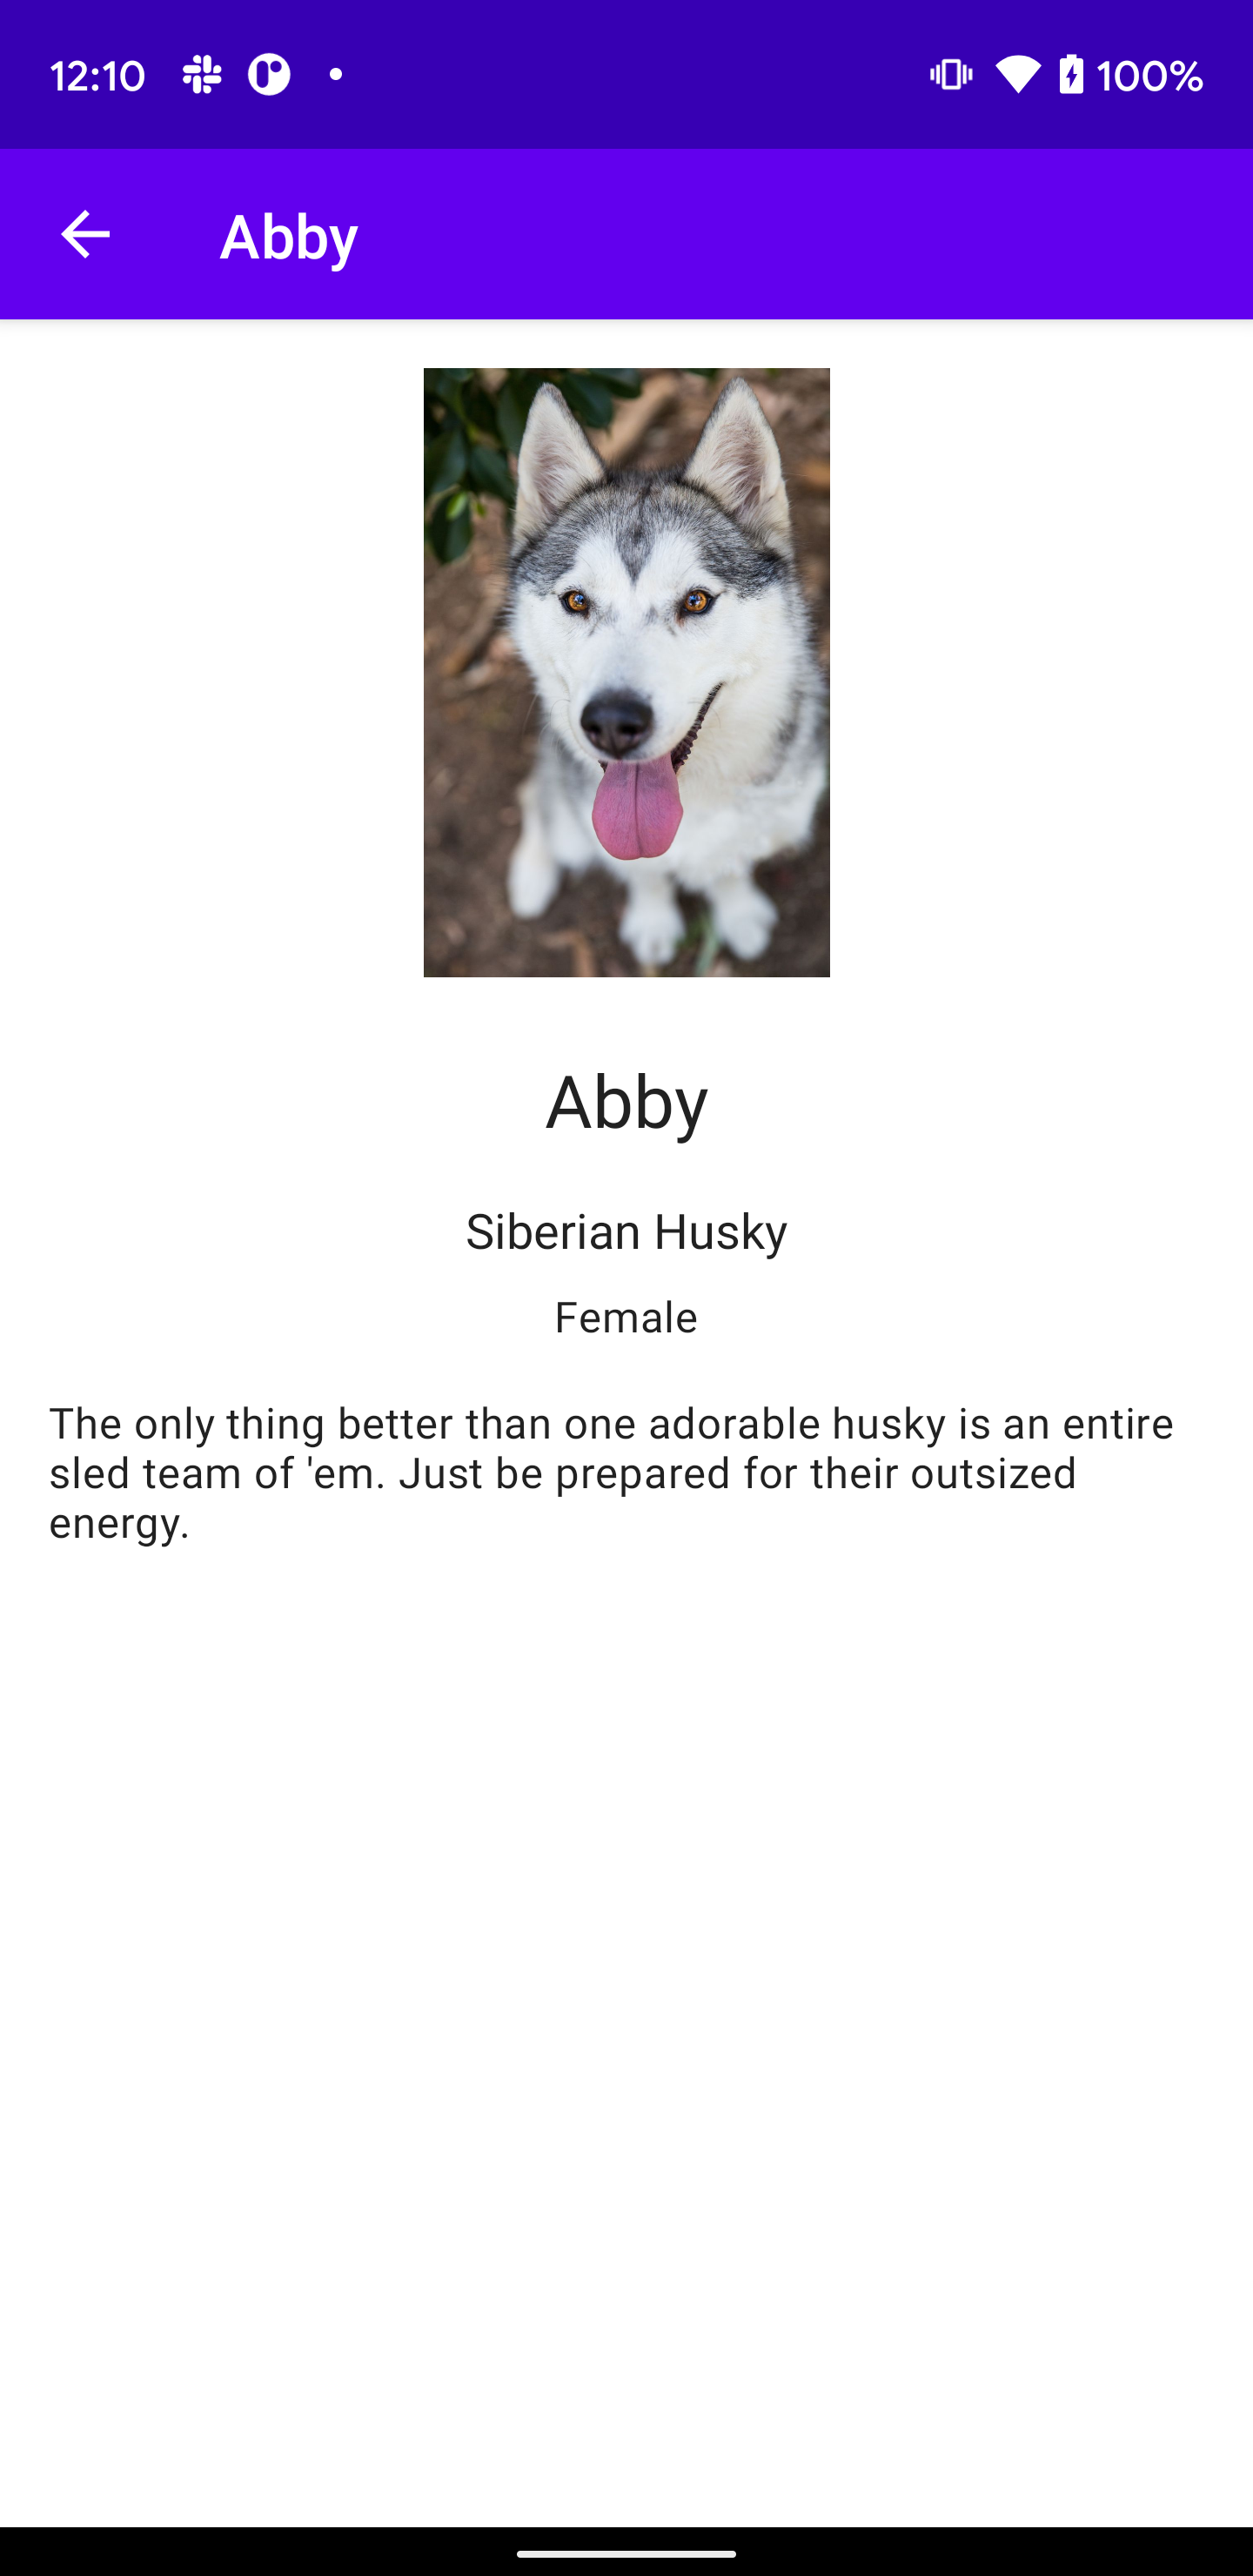 12:10 100%
Abby
Abby
Siberian Husky
Female
The only thing better than one adorable husky is an entire
sled team of 'em. Just be prepared for their outsized
energy.